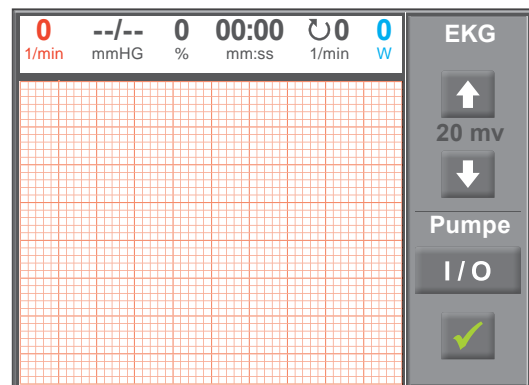 0 --/-- 0 00:00 ↻0 0
1/min mmHG % mm:ss 1/min W
EKG
20 mv
Pumpe
I / O